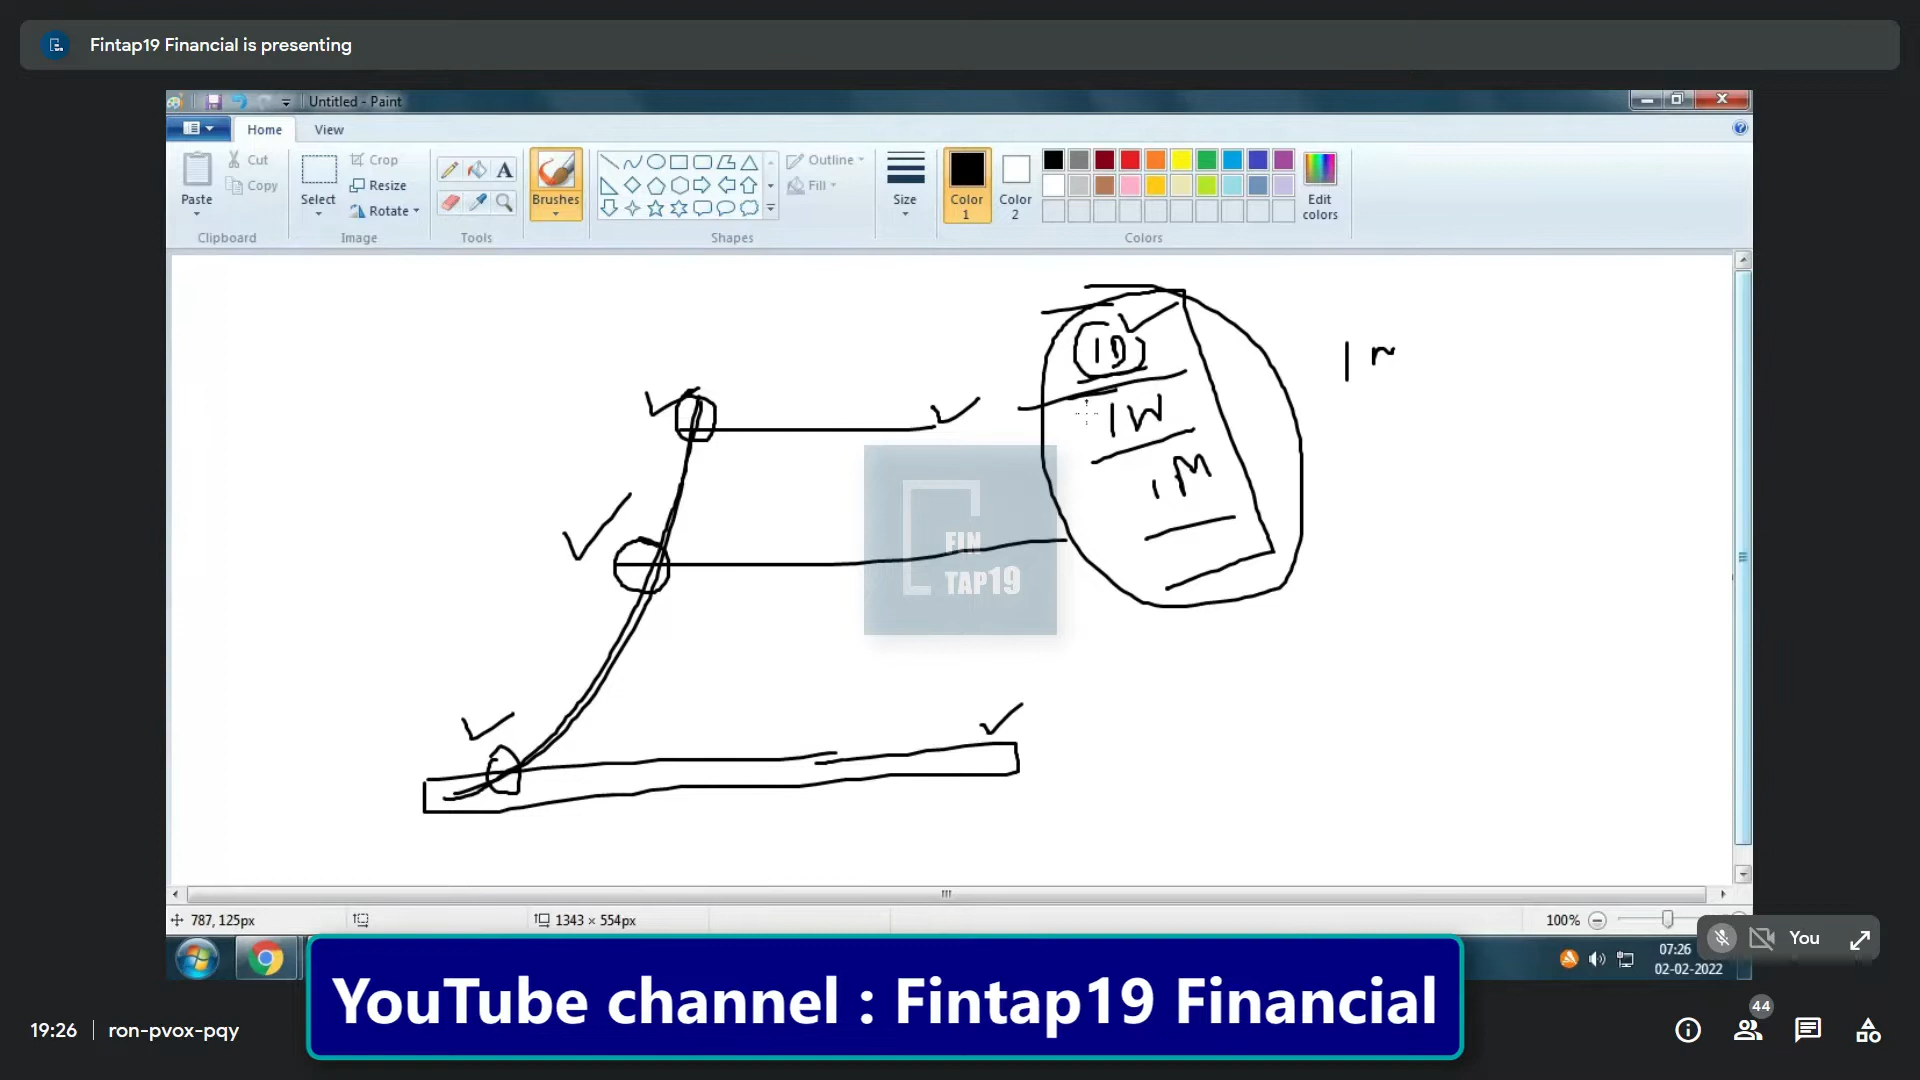 Fintap19 Financial is presenting
Untitled - Paint
Home View
Cut
Copy
Paste
Clipboard
Crop
Resize
Rotate
Select
Image
A
Tools
Brushes
Outline
Fill
Shapes
Size
Color 1
Color 2
Edit colors
Colors
1D
1W
1M
FIN
TAP19
787, 125px
1343 × 554px
100%
You
07:26
02-02-2022
YouTube channel : Fintap19 Financial
19:26 | ron-pvox-pqy
44